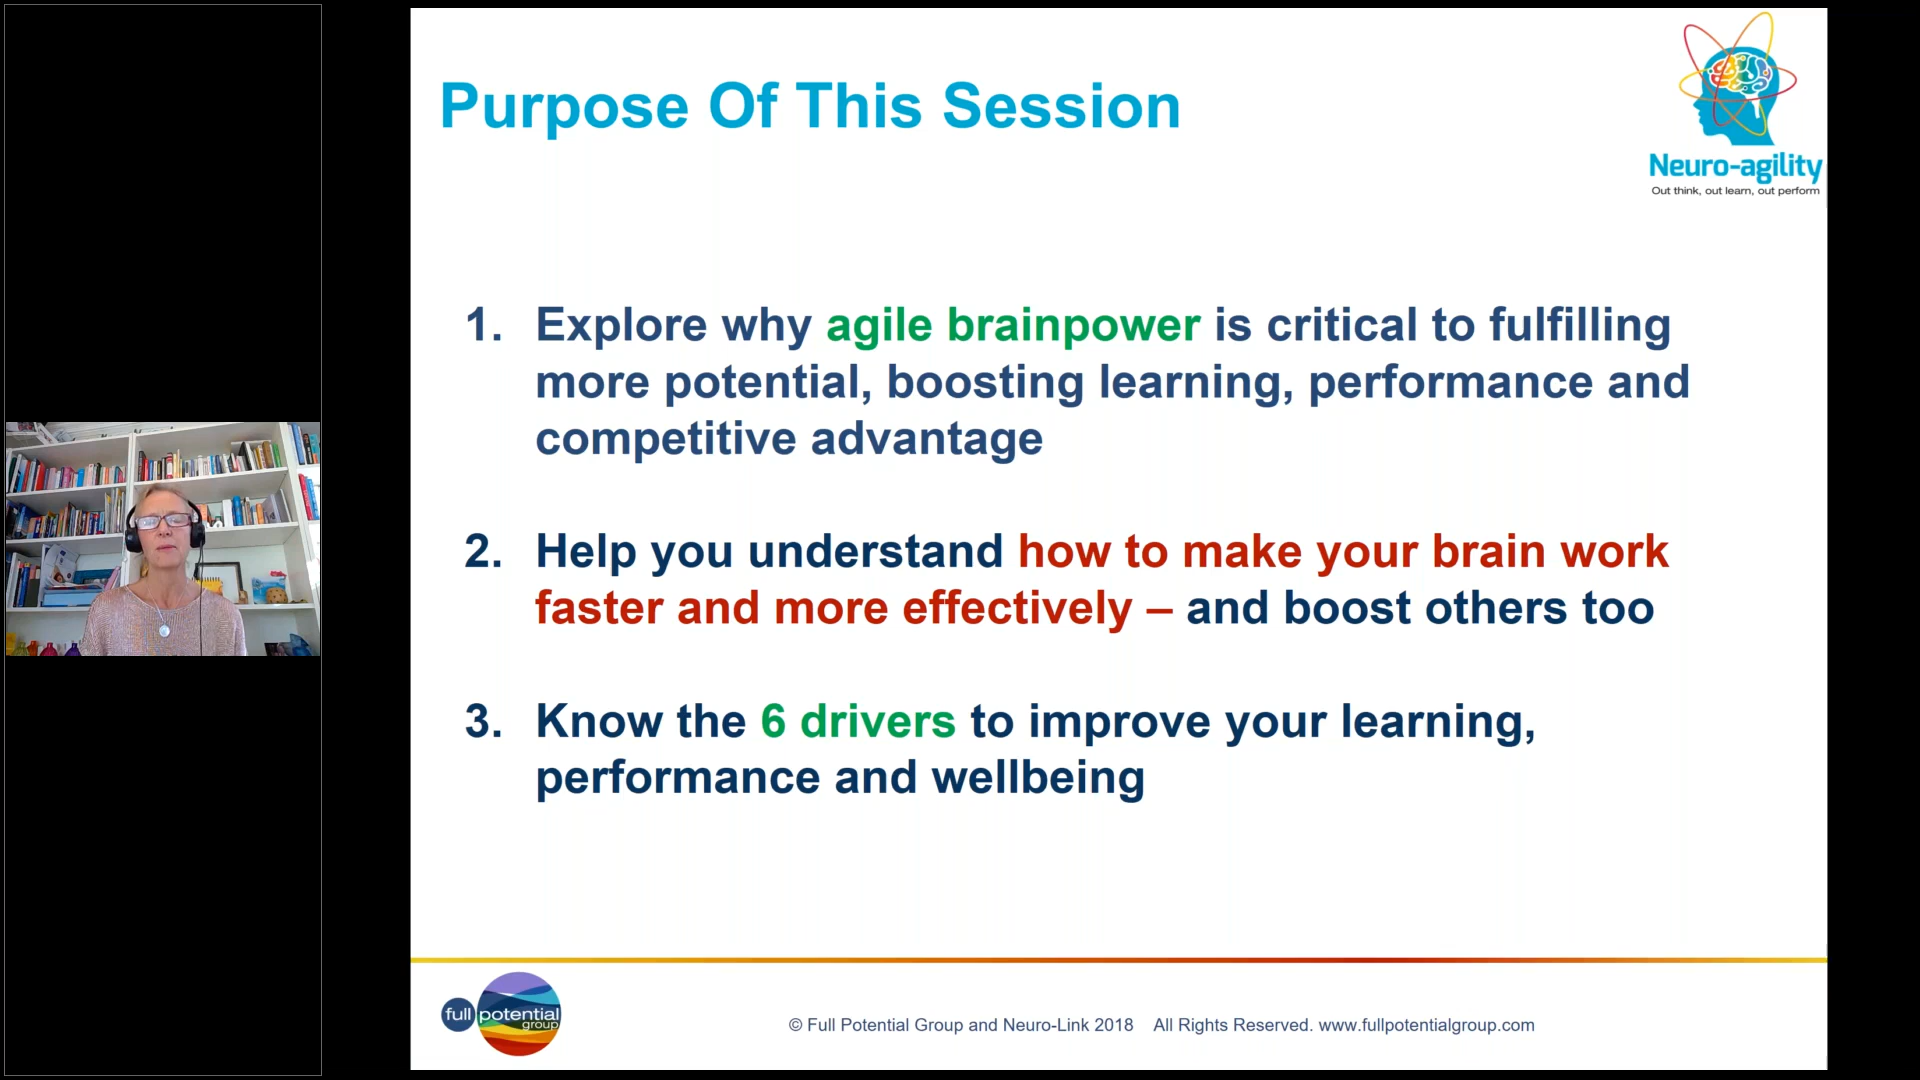 Purpose Of This Session
Neuro-agility
Out think, out learn, out perform
1. Explore why agile brainpower is critical to fulfilling
more potential, boosting learning, performance and
competitive advantage
2. Help you understand how to make your brain work
faster and more effectively – and boost others too
3. Know the 6 drivers to improve your learning,
performance and wellbeing
full potential
group
© Full Potential Group and Neuro-Link 2018 All Rights Reserved. www.fullpotentialgroup.com